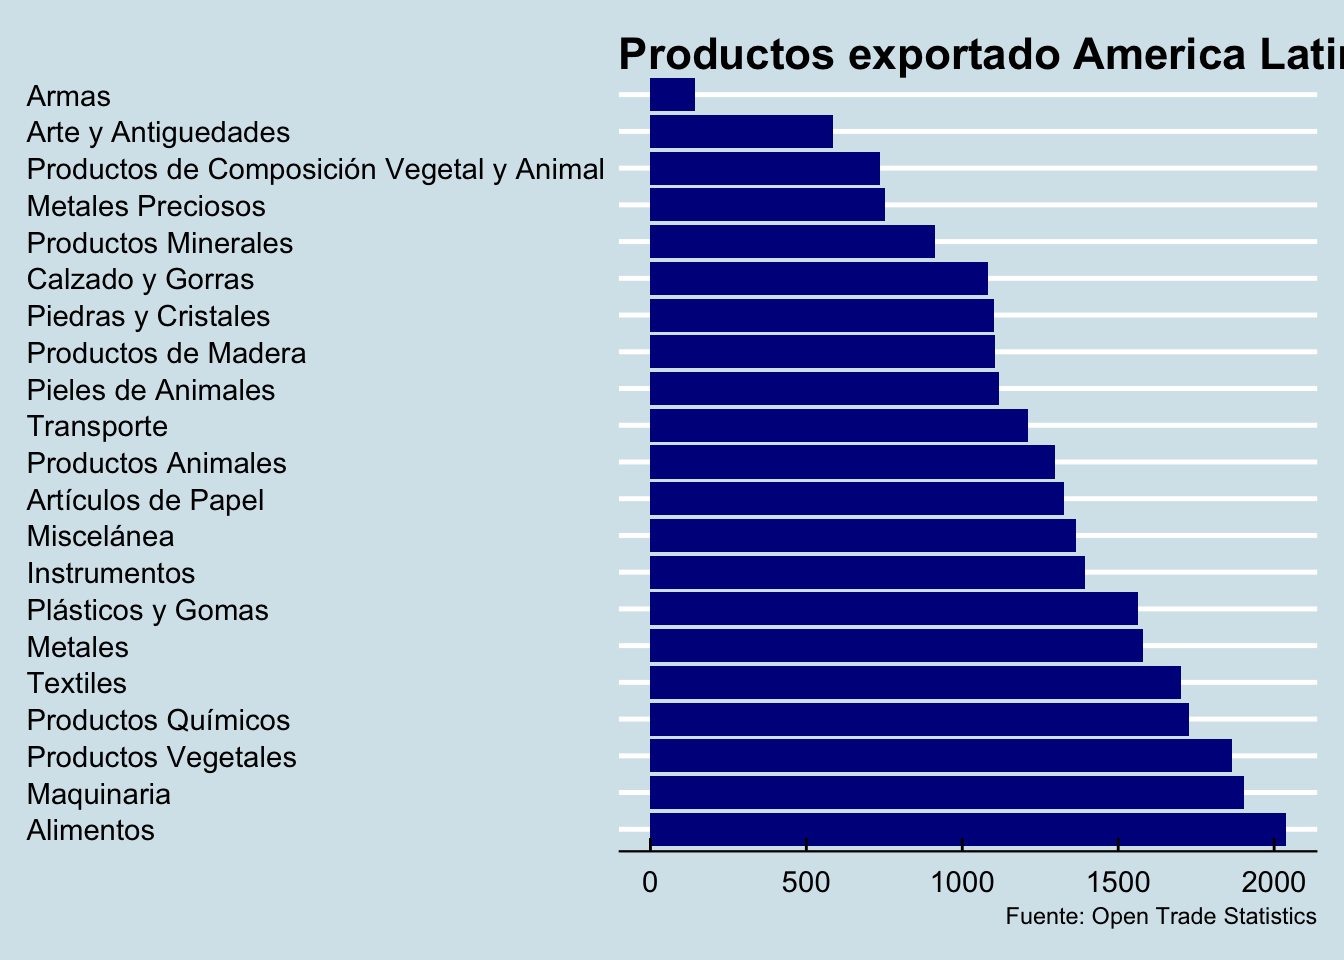 Productos exportado America Latin
Armas
Arte y Antiguedades
Productos de Composición Vegetal y Animal
Metales Preciosos
Productos Minerales
Calzado y Gorras
Piedras y Cristales
Productos de Madera
Pieles de Animales
Transporte
Productos Animales
Artículos de Papel
Miscelánea
Instrumentos
Plásticos y Gomas
Metales
Textiles
Productos Químicos
Productos Vegetales
Maquinaria
Alimentos
0 500 1000 1500 2000
Fuente: Open Trade Statistics